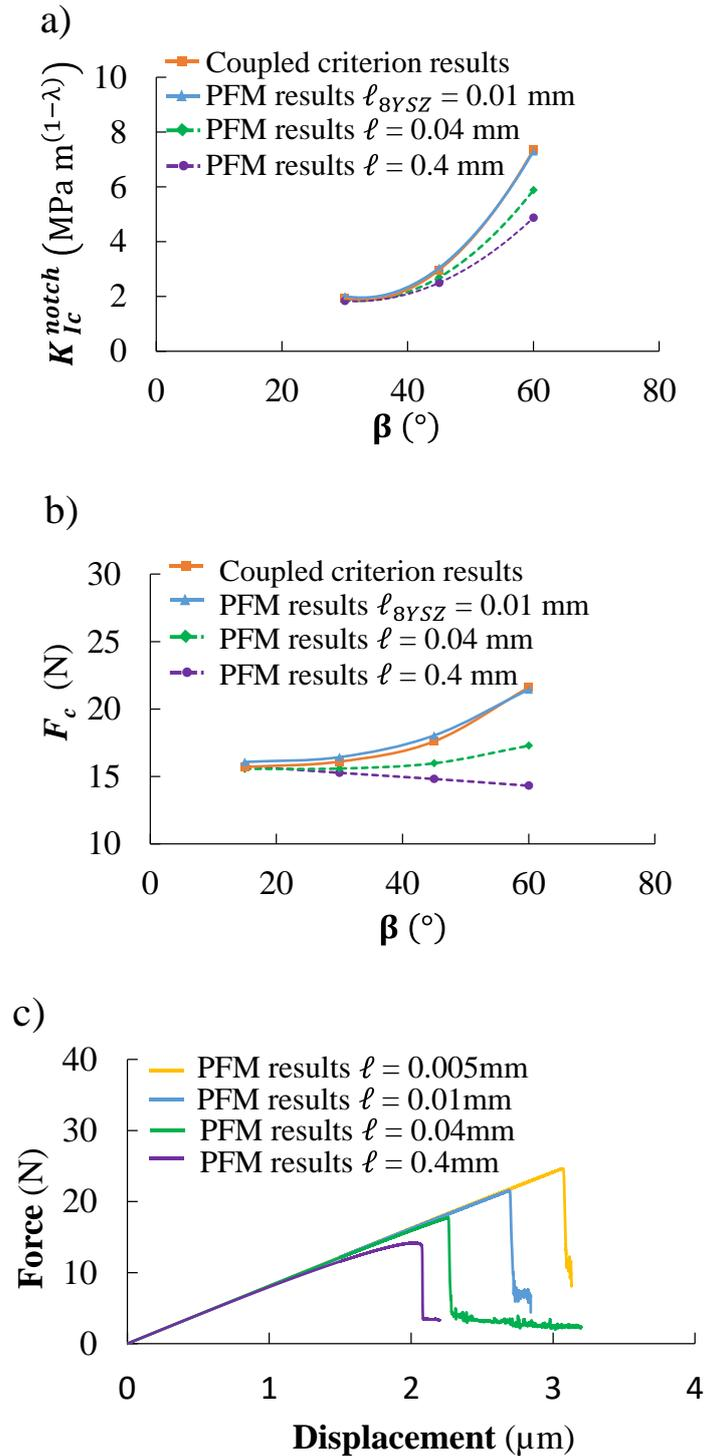 a)
K_Ic^notch (MPa m^(1−λ))
Coupled criterion results
PFM results ℓ_8YSZ = 0.01 mm
PFM results ℓ = 0.04 mm
PFM results ℓ = 0.4 mm
10
8
6
4
2
0
0 20 40 60 80
β (°)
b)
F_c (N)
Coupled criterion results
PFM results ℓ_8YSZ = 0.01 mm
PFM results ℓ = 0.04 mm
PFM results ℓ = 0.4 mm
30
25
20
15
10
0 20 40 60 80
β (°)
c)
Force (N)
PFM results ℓ = 0.005mm
PFM results ℓ = 0.01mm
PFM results ℓ = 0.04mm
PFM results ℓ = 0.4mm
40
30
20
10
0
0 1 2 3 4
Displacement (μm)